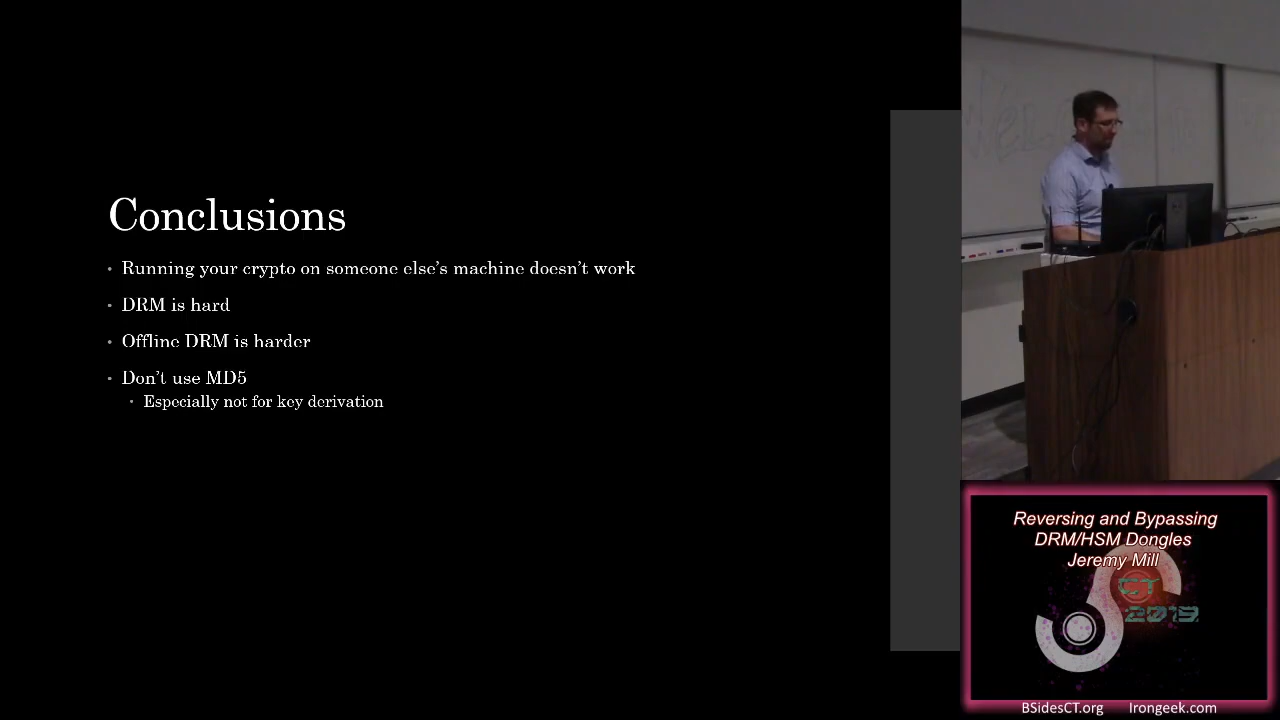 Conclusions
Running your crypto on someone else's machine doesn't work
DRM is hard
Offline DRM is harder
Don't use MD5
Especially not for key derivation
Reversing and Bypassing
DRM/HSM Dongles
Jeremy Mill
CT
2019
BSidesCT.org Irongeek.com